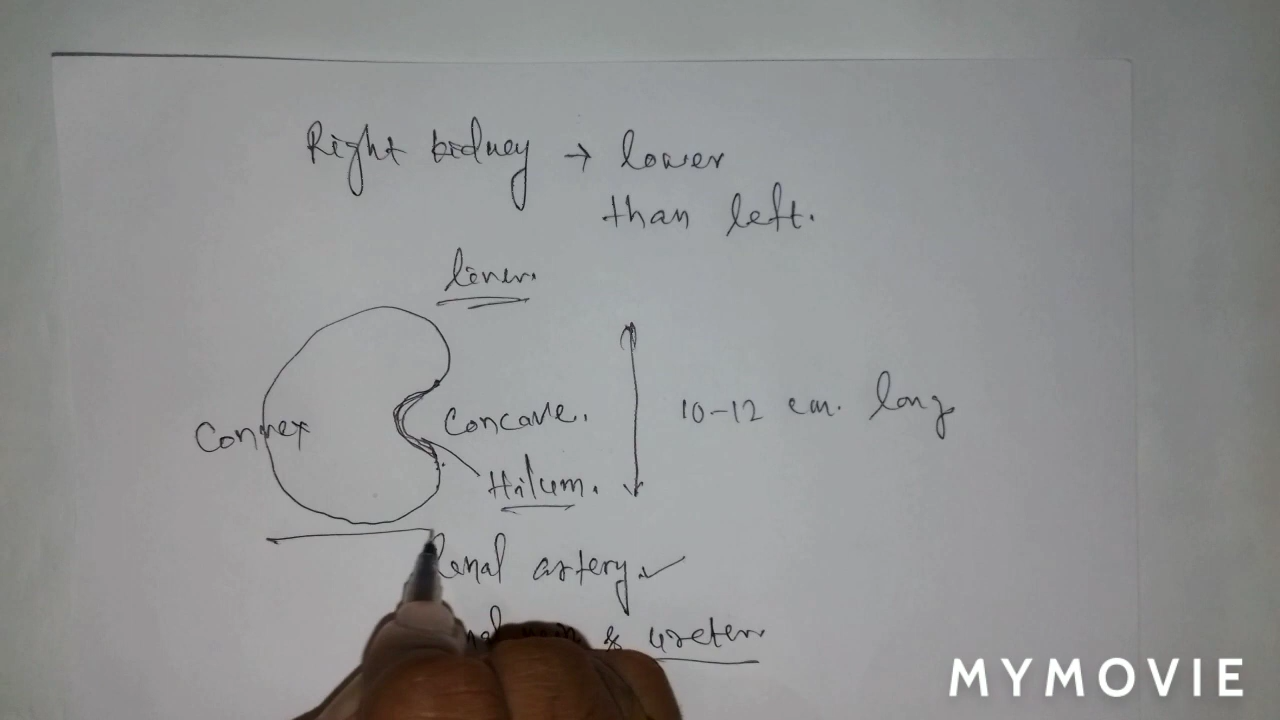 Right kidney → lower
than left.
liver.
Convex
Concave.
10-12 cm. long
Hilum.
Renal artery.
& ureter.
MYMOVIE